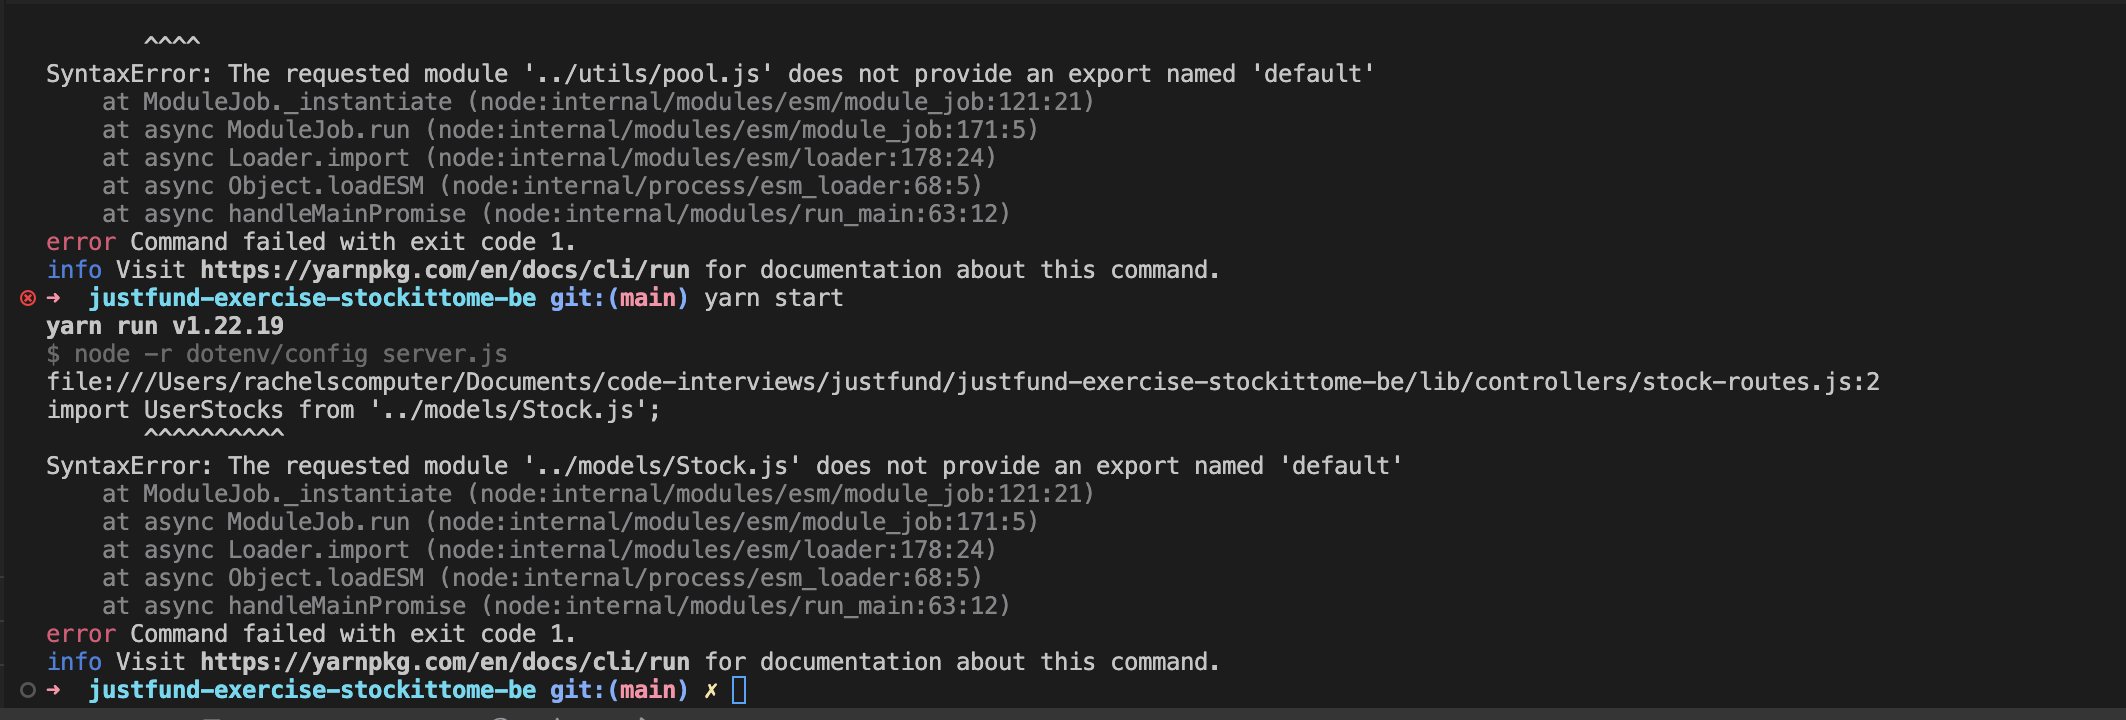 ^^^^
SyntaxError: The requested module '../utils/pool.js' does not provide an export named 'default'
    at ModuleJob._instantiate (node:internal/modules/esm/module_job:121:21)
    at async ModuleJob.run (node:internal/modules/esm/module_job:171:5)
    at async Loader.import (node:internal/modules/esm/loader:178:24)
    at async Object.loadESM (node:internal/process/esm_loader:68:5)
    at async handleMainPromise (node:internal/modules/run_main:63:12)
error Command failed with exit code 1.
info Visit https://yarnpkg.com/en/docs/cli/run for documentation about this command.
➜  justfund-exercise-stockittome-be git:(main) yarn start
yarn run v1.22.19
$ node -r dotenv/config server.js
file:///Users/rachelscomputer/Documents/code-interviews/justfund/justfund-exercise-stockittome-be/lib/controllers/stock-routes.js:2
import UserStocks from '../models/Stock.js';
       ^^^^^^^^^^
SyntaxError: The requested module '../models/Stock.js' does not provide an export named 'default'
    at ModuleJob._instantiate (node:internal/modules/esm/module_job:121:21)
    at async ModuleJob.run (node:internal/modules/esm/module_job:171:5)
    at async Loader.import (node:internal/modules/esm/loader:178:24)
    at async Object.loadESM (node:internal/process/esm_loader:68:5)
    at async handleMainPromise (node:internal/modules/run_main:63:12)
error Command failed with exit code 1.
info Visit https://yarnpkg.com/en/docs/cli/run for documentation about this command.
➜  justfund-exercise-stockittome-be git:(main) ✗